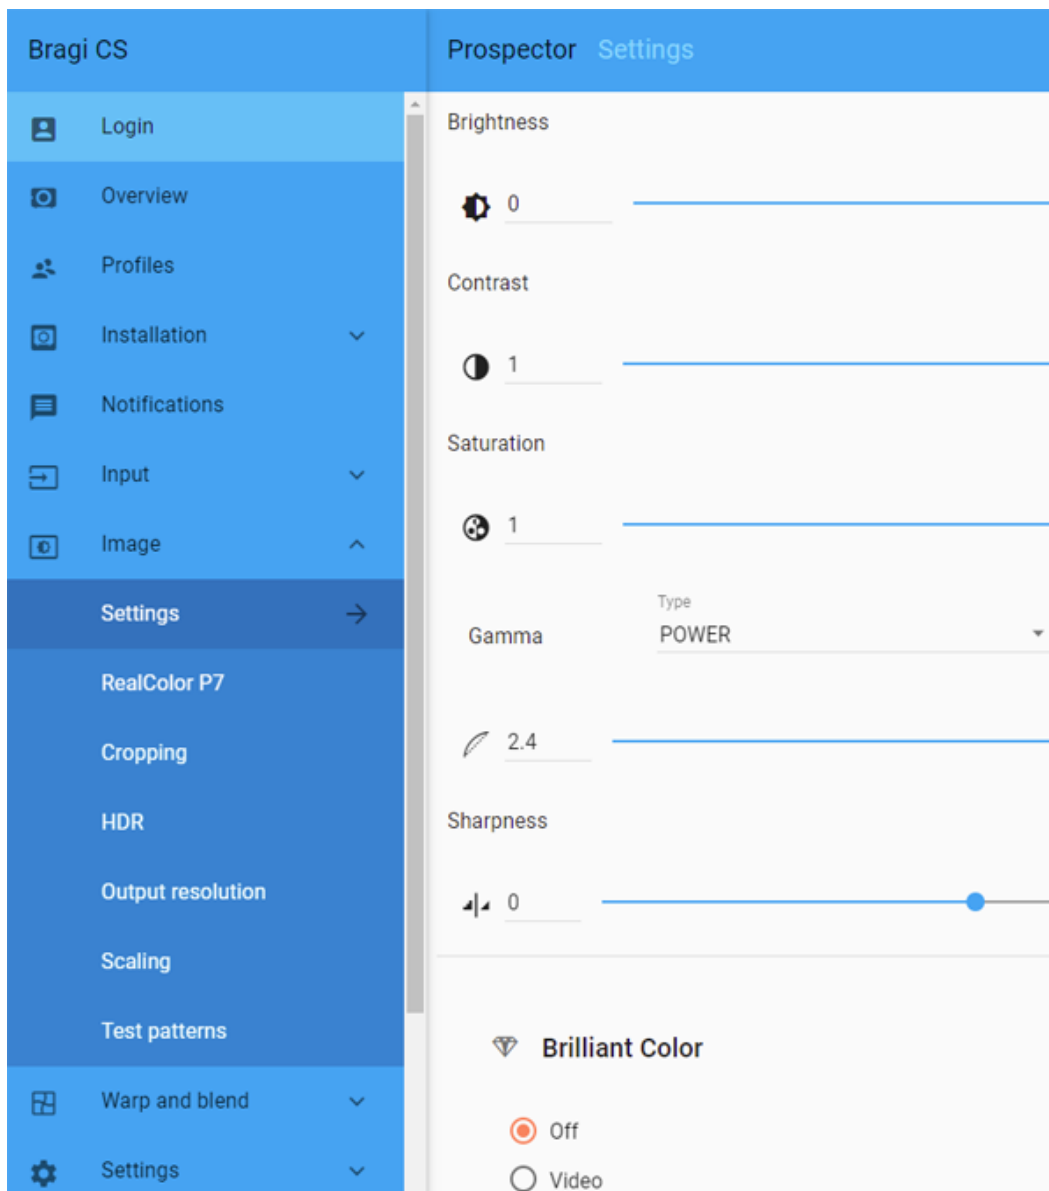 Bragi CS
Login
Overview
Profiles
Installation
Notifications
Input
Image
Settings
RealColor P7
Cropping
HDR
Output resolution
Scaling
Test patterns
Warp and blend
Settings
Prospector Settings
Brightness
0
Contrast
1
Saturation
1
Type
Gamma POWER
2.4
Sharpness
0
Brilliant Color
Off
Video